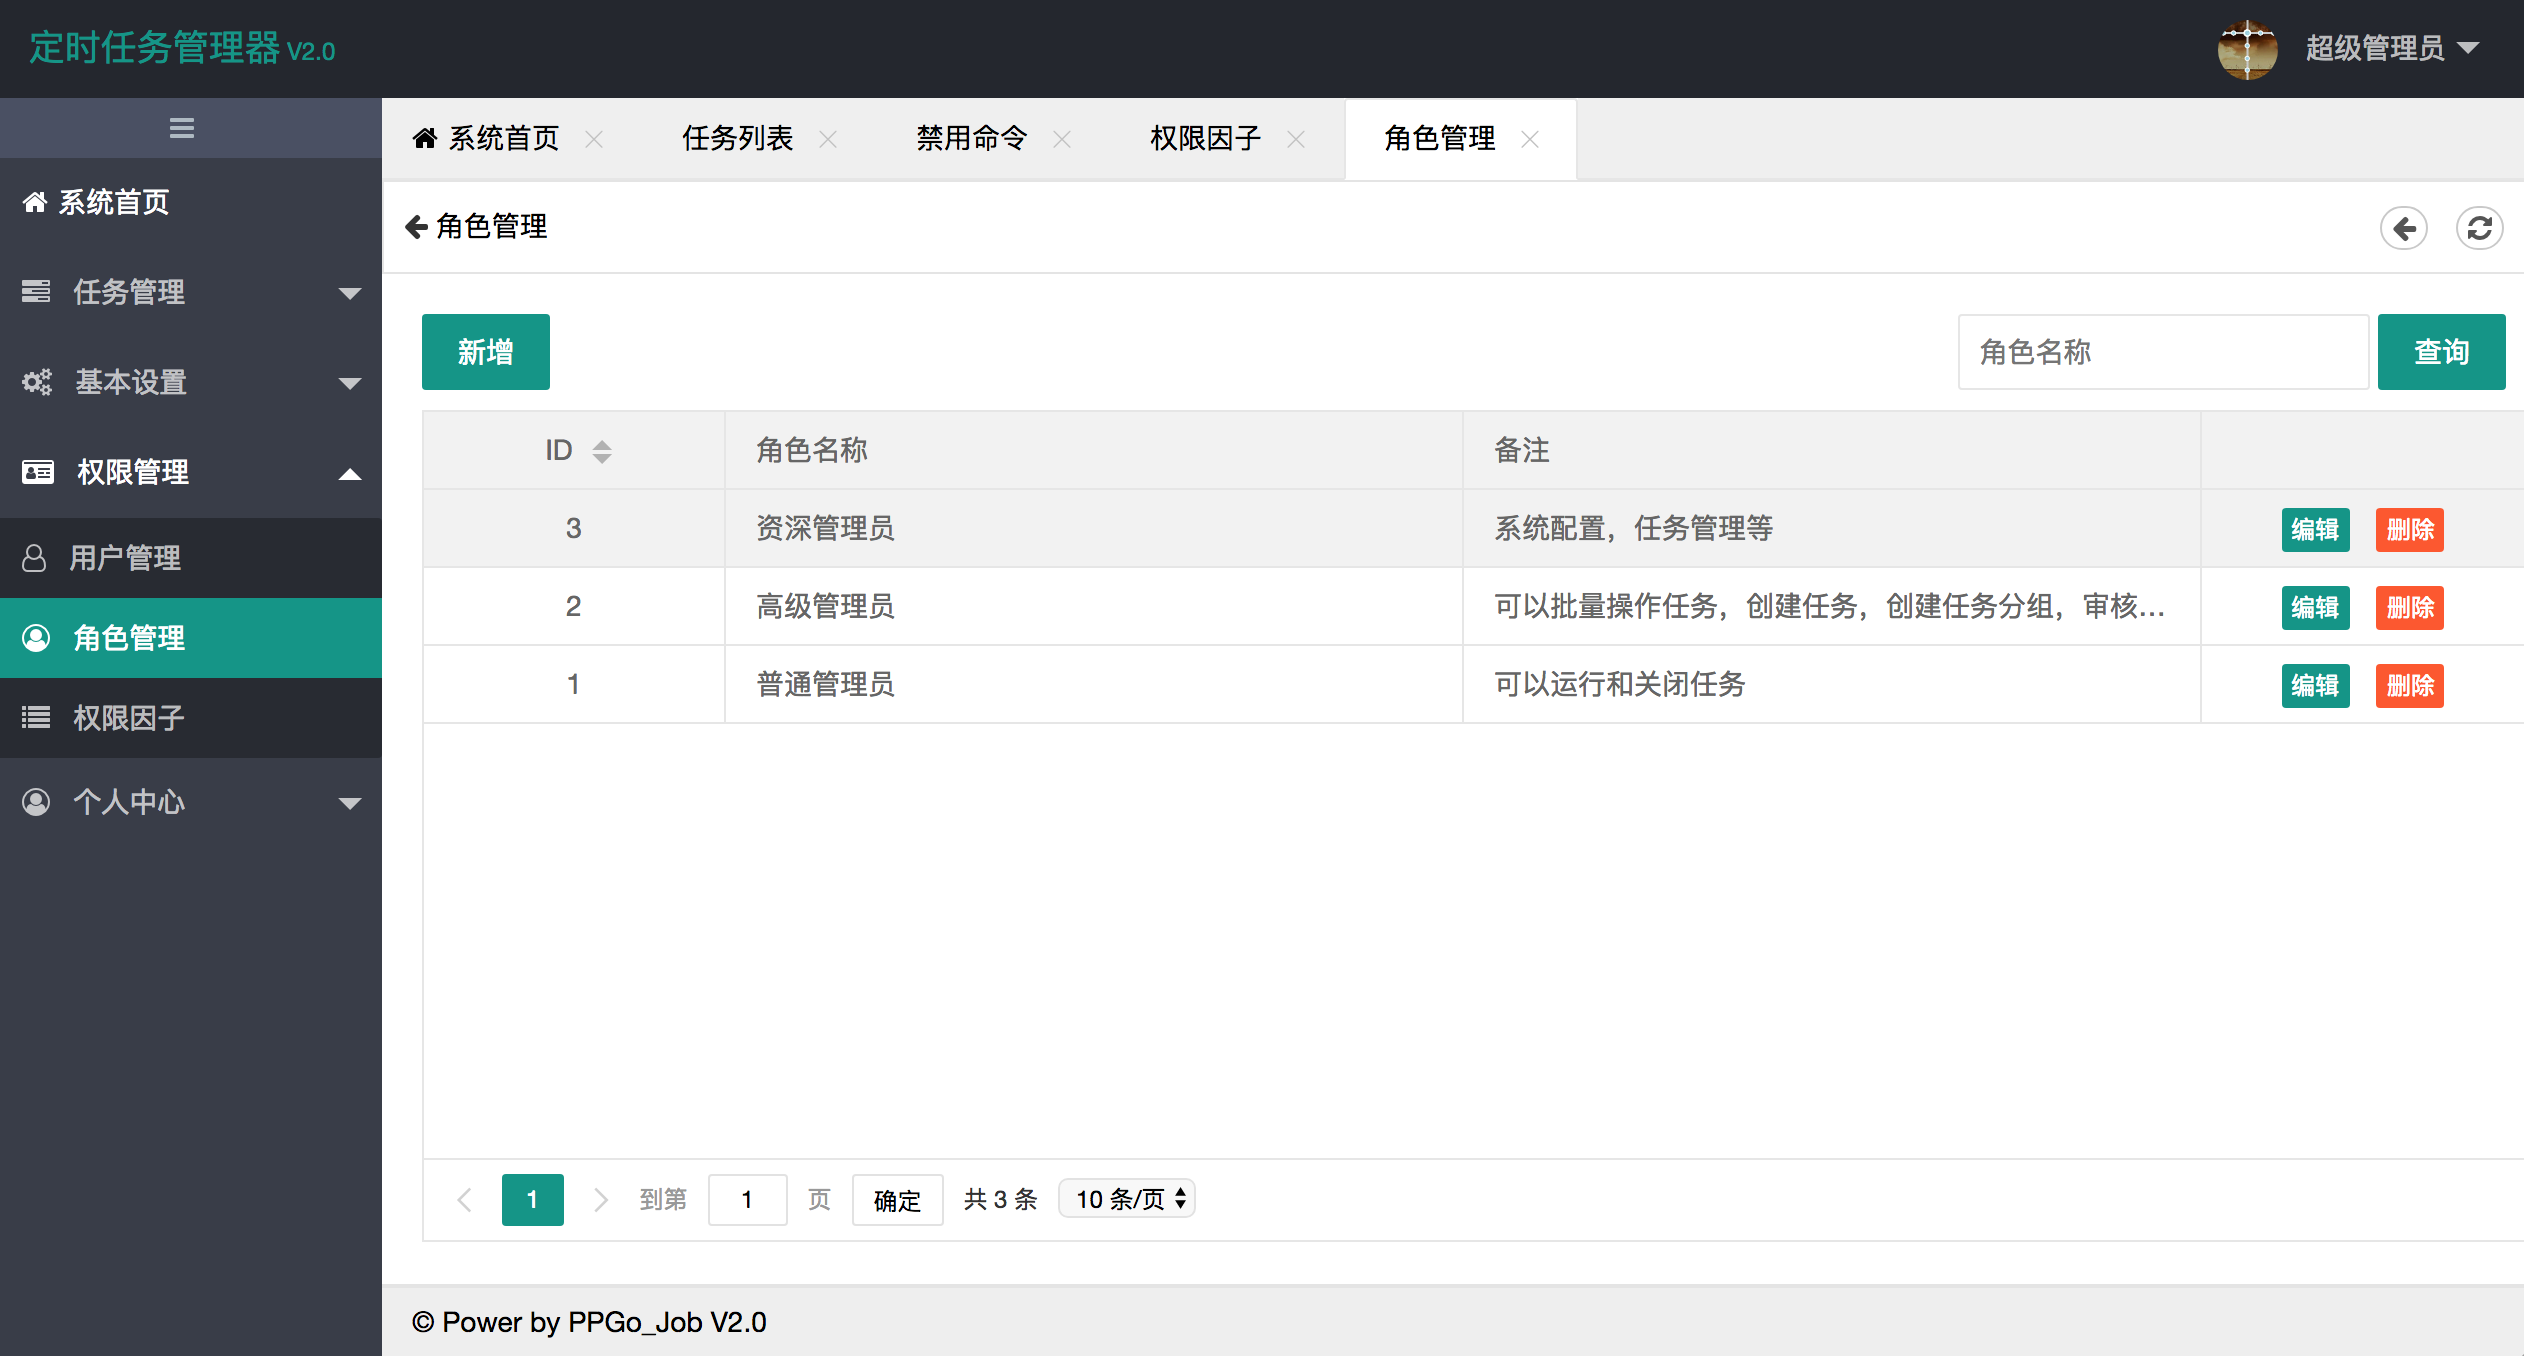 定时任务管理器 V2.0
超级管理员
系统首页
任务管理
基本设置
权限管理
用户管理
角色管理
权限因子
个人中心
系统首页 任务列表 禁用命令 权限因子 角色管理
角色管理
新增
角色名称 查询
ID 角色名称 备注
3 资深管理员 系统配置，任务管理等 编辑 删除
2 高级管理员 可以批量操作任务，创建任务，创建任务分组，审核... 编辑 删除
1 普通管理员 可以运行和关闭任务 编辑 删除
1 到第 1 页 确定 共 3 条 10 条/页
© Power by PPGo_Job V2.0